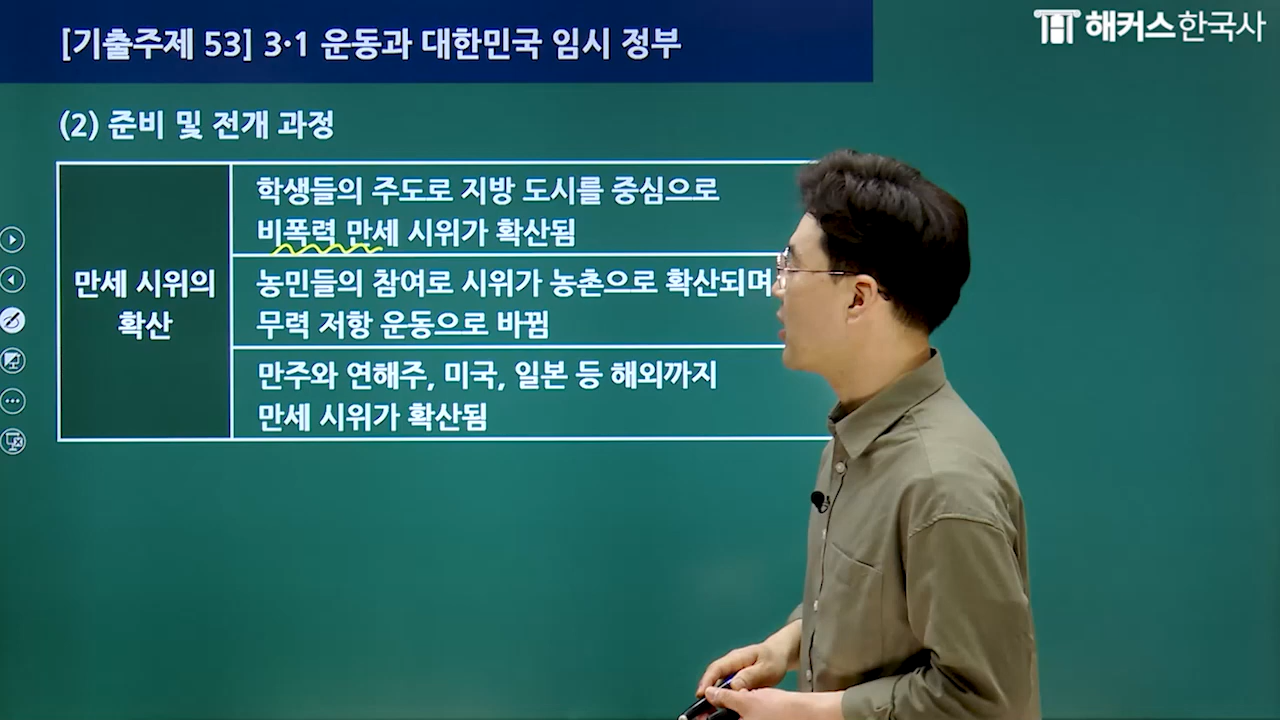 [기출주제 53] 3·1 운동과 대한민국 임시 정부
해커스한국사
(2) 준비 및 전개 과정
만세 시위의
확산
학생들의 주도로 지방 도시를 중심으로
비폭력 만세 시위가 확산됨
농민들의 참여로 시위가 농촌으로 확산되며
무력 저항 운동으로 바뀜
만주와 연해주, 미국, 일본 등 해외까지
만세 시위가 확산됨